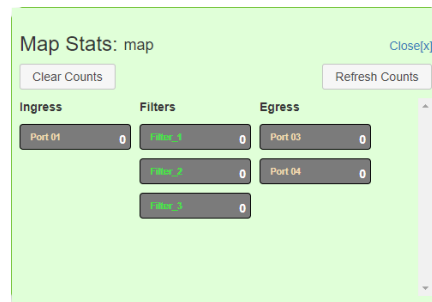 Map Stats: map
Close[x]
Clear Counts
Refresh Counts
Ingress Filters Egress
Port 01 0 Filter_1 0 Port 03 0
Filter_2 0 Port 04 0
Filter_3 0